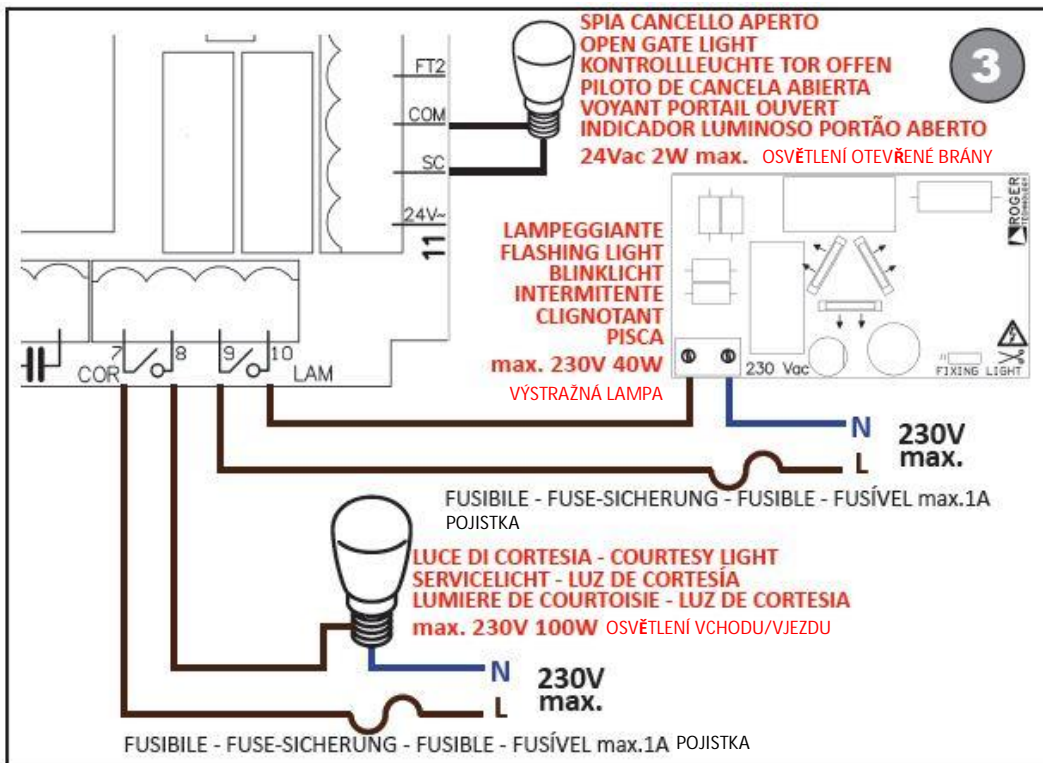 SPIA CANCELLO APERTO
OPEN GATE LIGHT
KONTROLLLEUCHTE TOR OFFEN
PILOTO DE CANCELA ABIERTA
VOYANT PORTAIL OUVERT
INDICADOR LUMINOSO PORTÃO ABERTO
24Vac 2W max. OSVĚTLENÍ OTEVŘENÉ BRÁNY
3
FT2
COM
SC
24V~
11
LAMPEGGIANTE
FLASHING LIGHT
BLINKLICHT
INTERMITENTE
CLIGNOTANT
PISCA
max. 230V 40W
VÝSTRAŽNÁ LAMPA
ROGER
TECHNOLOGY
230 Vac
FIXING LIGHT
7 8 9 10
COR LAM
N
L
230V
max.
FUSIBILE - FUSE-SICHERUNG - FUSIBLE - FUSÍVEL max.1A
POJISTKA
LUCE DI CORTESIA - COURTESY LIGHT
SERVICELICHT - LUZ DE CORTESÍA
LUMIERE DE COURTOISIE - LUZ DE CORTESIA
max. 230V 100W OSVĚTLENÍ VCHODU/VJEZDU
N
L
230V
max.
FUSIBILE - FUSE-SICHERUNG - FUSIBLE - FUSÍVEL max.1A POJISTKA